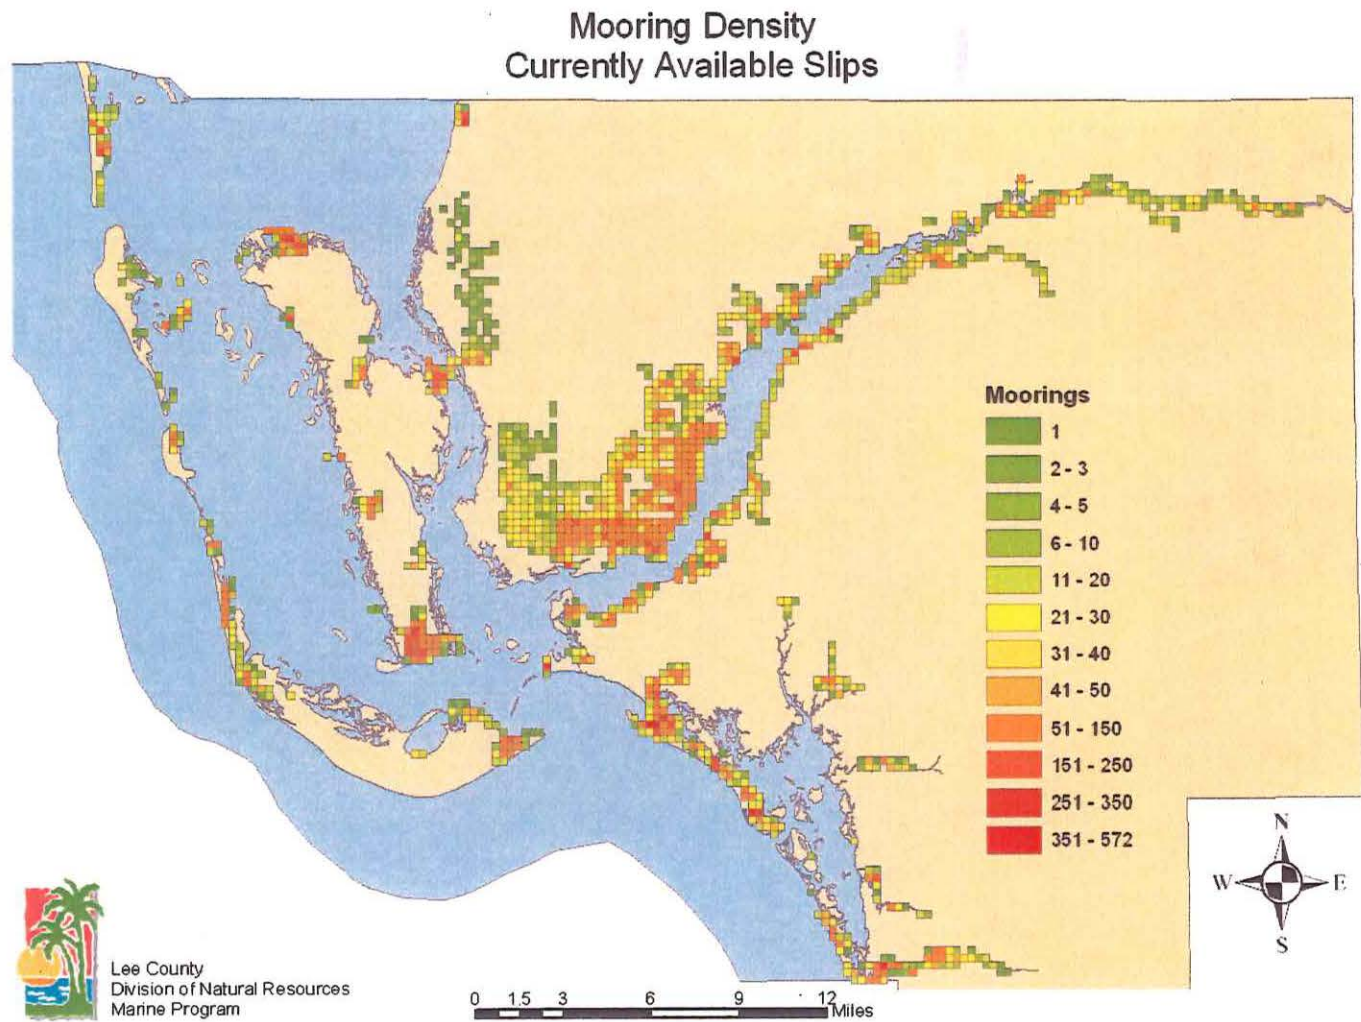 Mooring Density
Currently Available Slips
Moorings
1
2 - 3
4 - 5
6 - 10
11 - 20
21 - 30
31 - 40
41 - 50
51 - 150
151 - 250
251 - 350
351 - 572
N
W E
S
Lee County
Division of Natural Resources
Marine Program
0 1.5 3 6 9 12
Miles